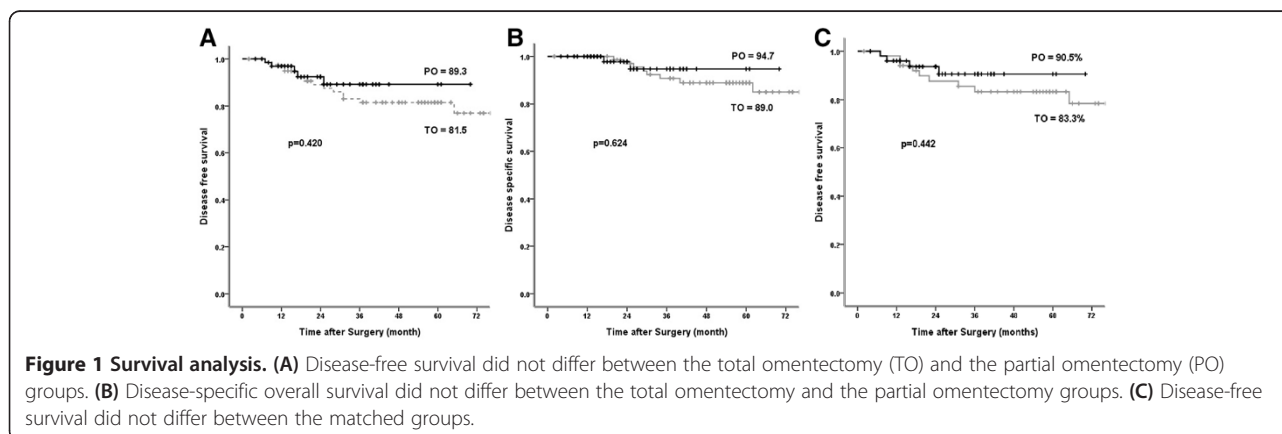 A
Disease free survival
1.0
0.8
0.6
0.4
0.2
0.0
PO = 89.3
TO = 81.5
p=0.420
0 12 24 36 48 60 72
Time after Surgery (month)
B
Disease specific survival
1.0
0.8
0.6
0.4
0.2
0.0
PO = 94.7
TO = 89.0
p=0.624
0 12 24 36 48 60 72
Time after Surgery (month)
C
Disease free survival
1.0
0.8
0.6
0.4
0.2
0.0
PO = 90.5%
TO = 83.3%
p=0.442
0 12 24 36 48 60 72
Time after Surgery (months)
Figure 1 Survival analysis. (A) Disease-free survival did not differ between the total omentectomy (TO) and the partial omentectomy (PO)
groups. (B) Disease-specific overall survival did not differ between the total omentectomy and the partial omentectomy groups. (C) Disease-free
survival did not differ between the matched groups.